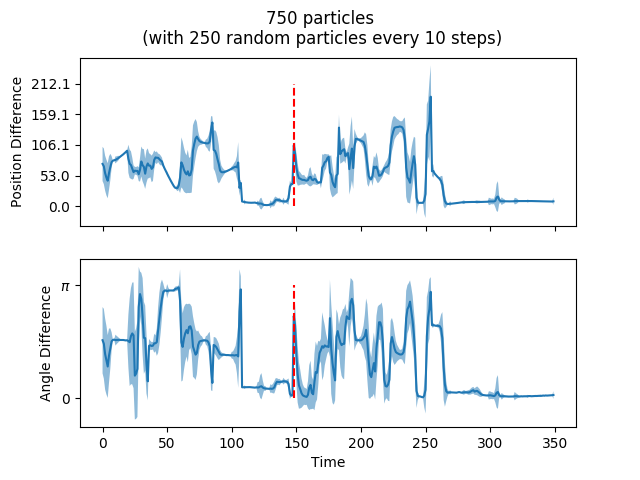 750 particles
(with 250 random particles every 10 steps)
Position Difference
212.1
159.1
106.1
53.0
0.0
Angle Difference
π
0
0 50 100 150 200 250 300 350
Time